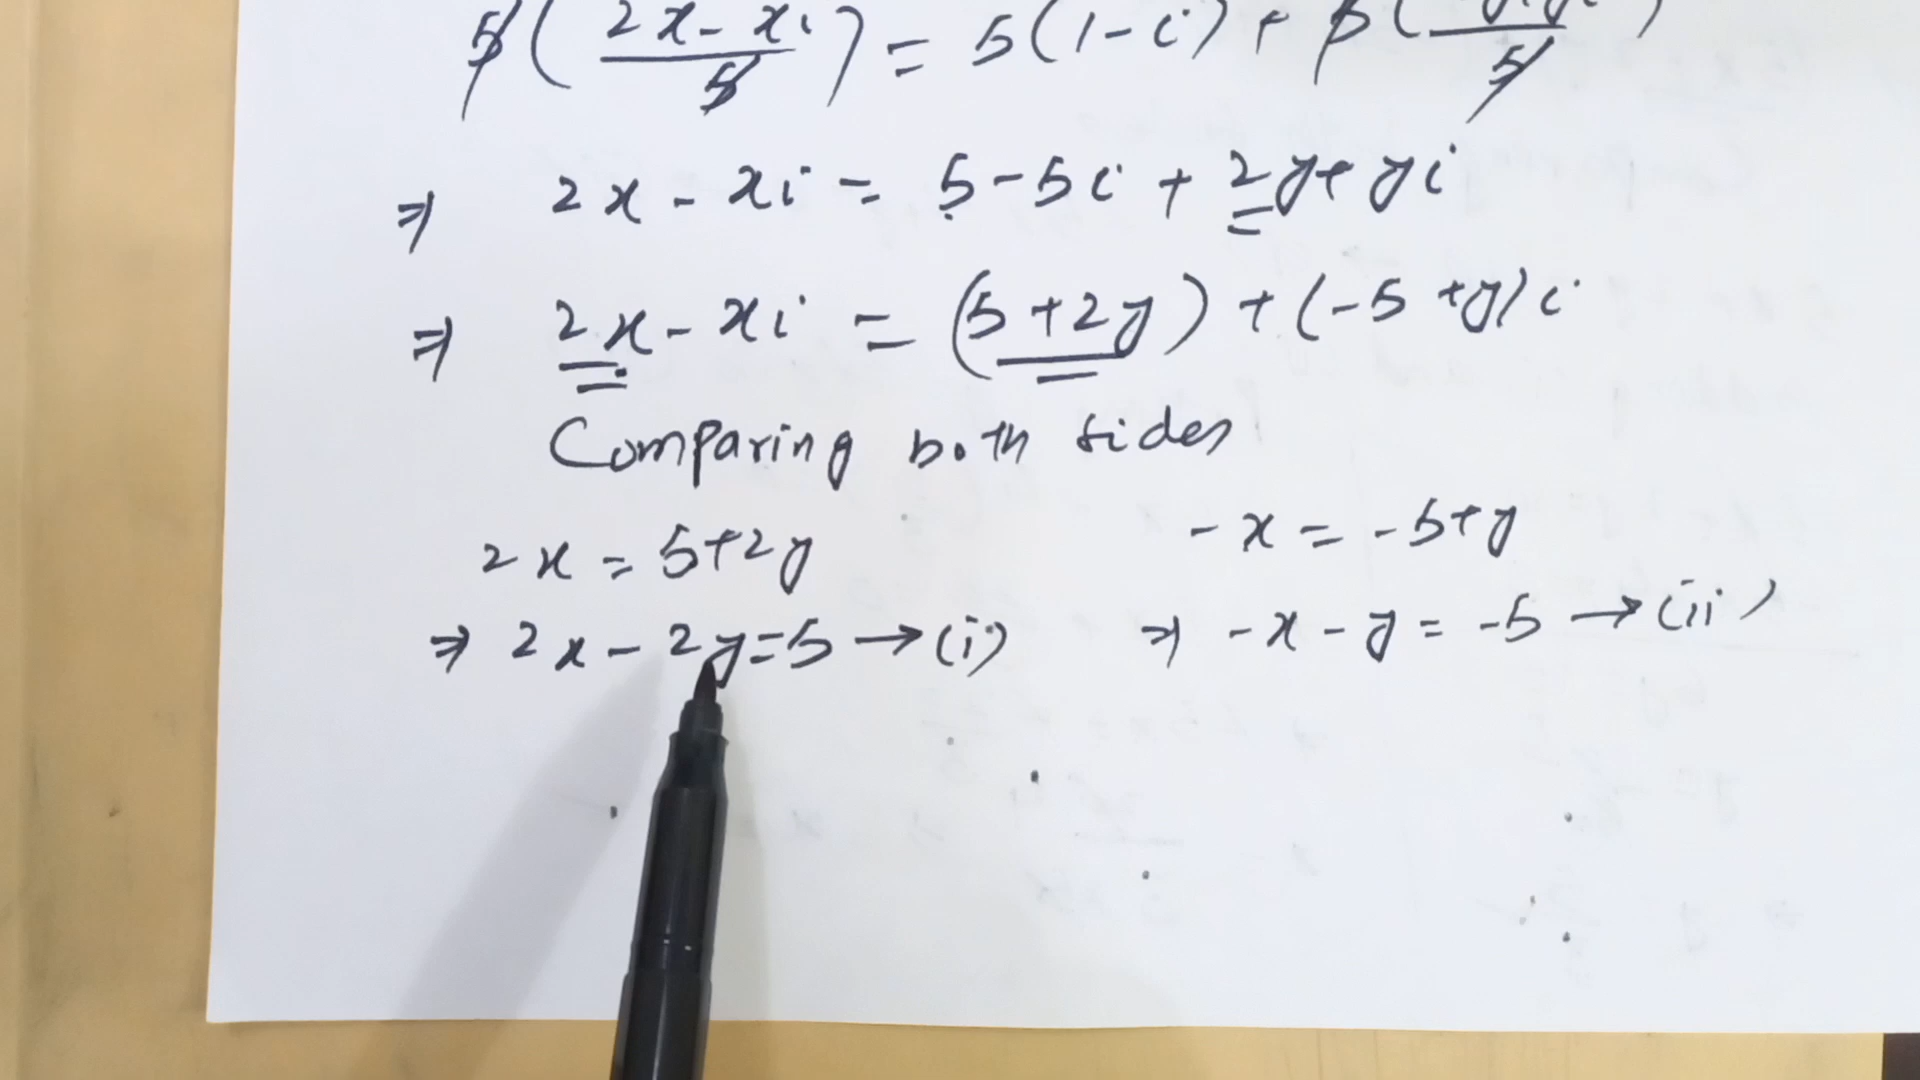 5(2x - xi/5) = 5(1-i) + 5(
⇒ 2x - xi = 5 - 5i + 2y + yi
⇒ 2x - xi = (5+2y) + (-5+y)i
Comparing both sides
2x = 5+2y -x = -5+y
⇒ 2x - 2y = 5 → (i) ⇒ -x - y = -5 → (ii)